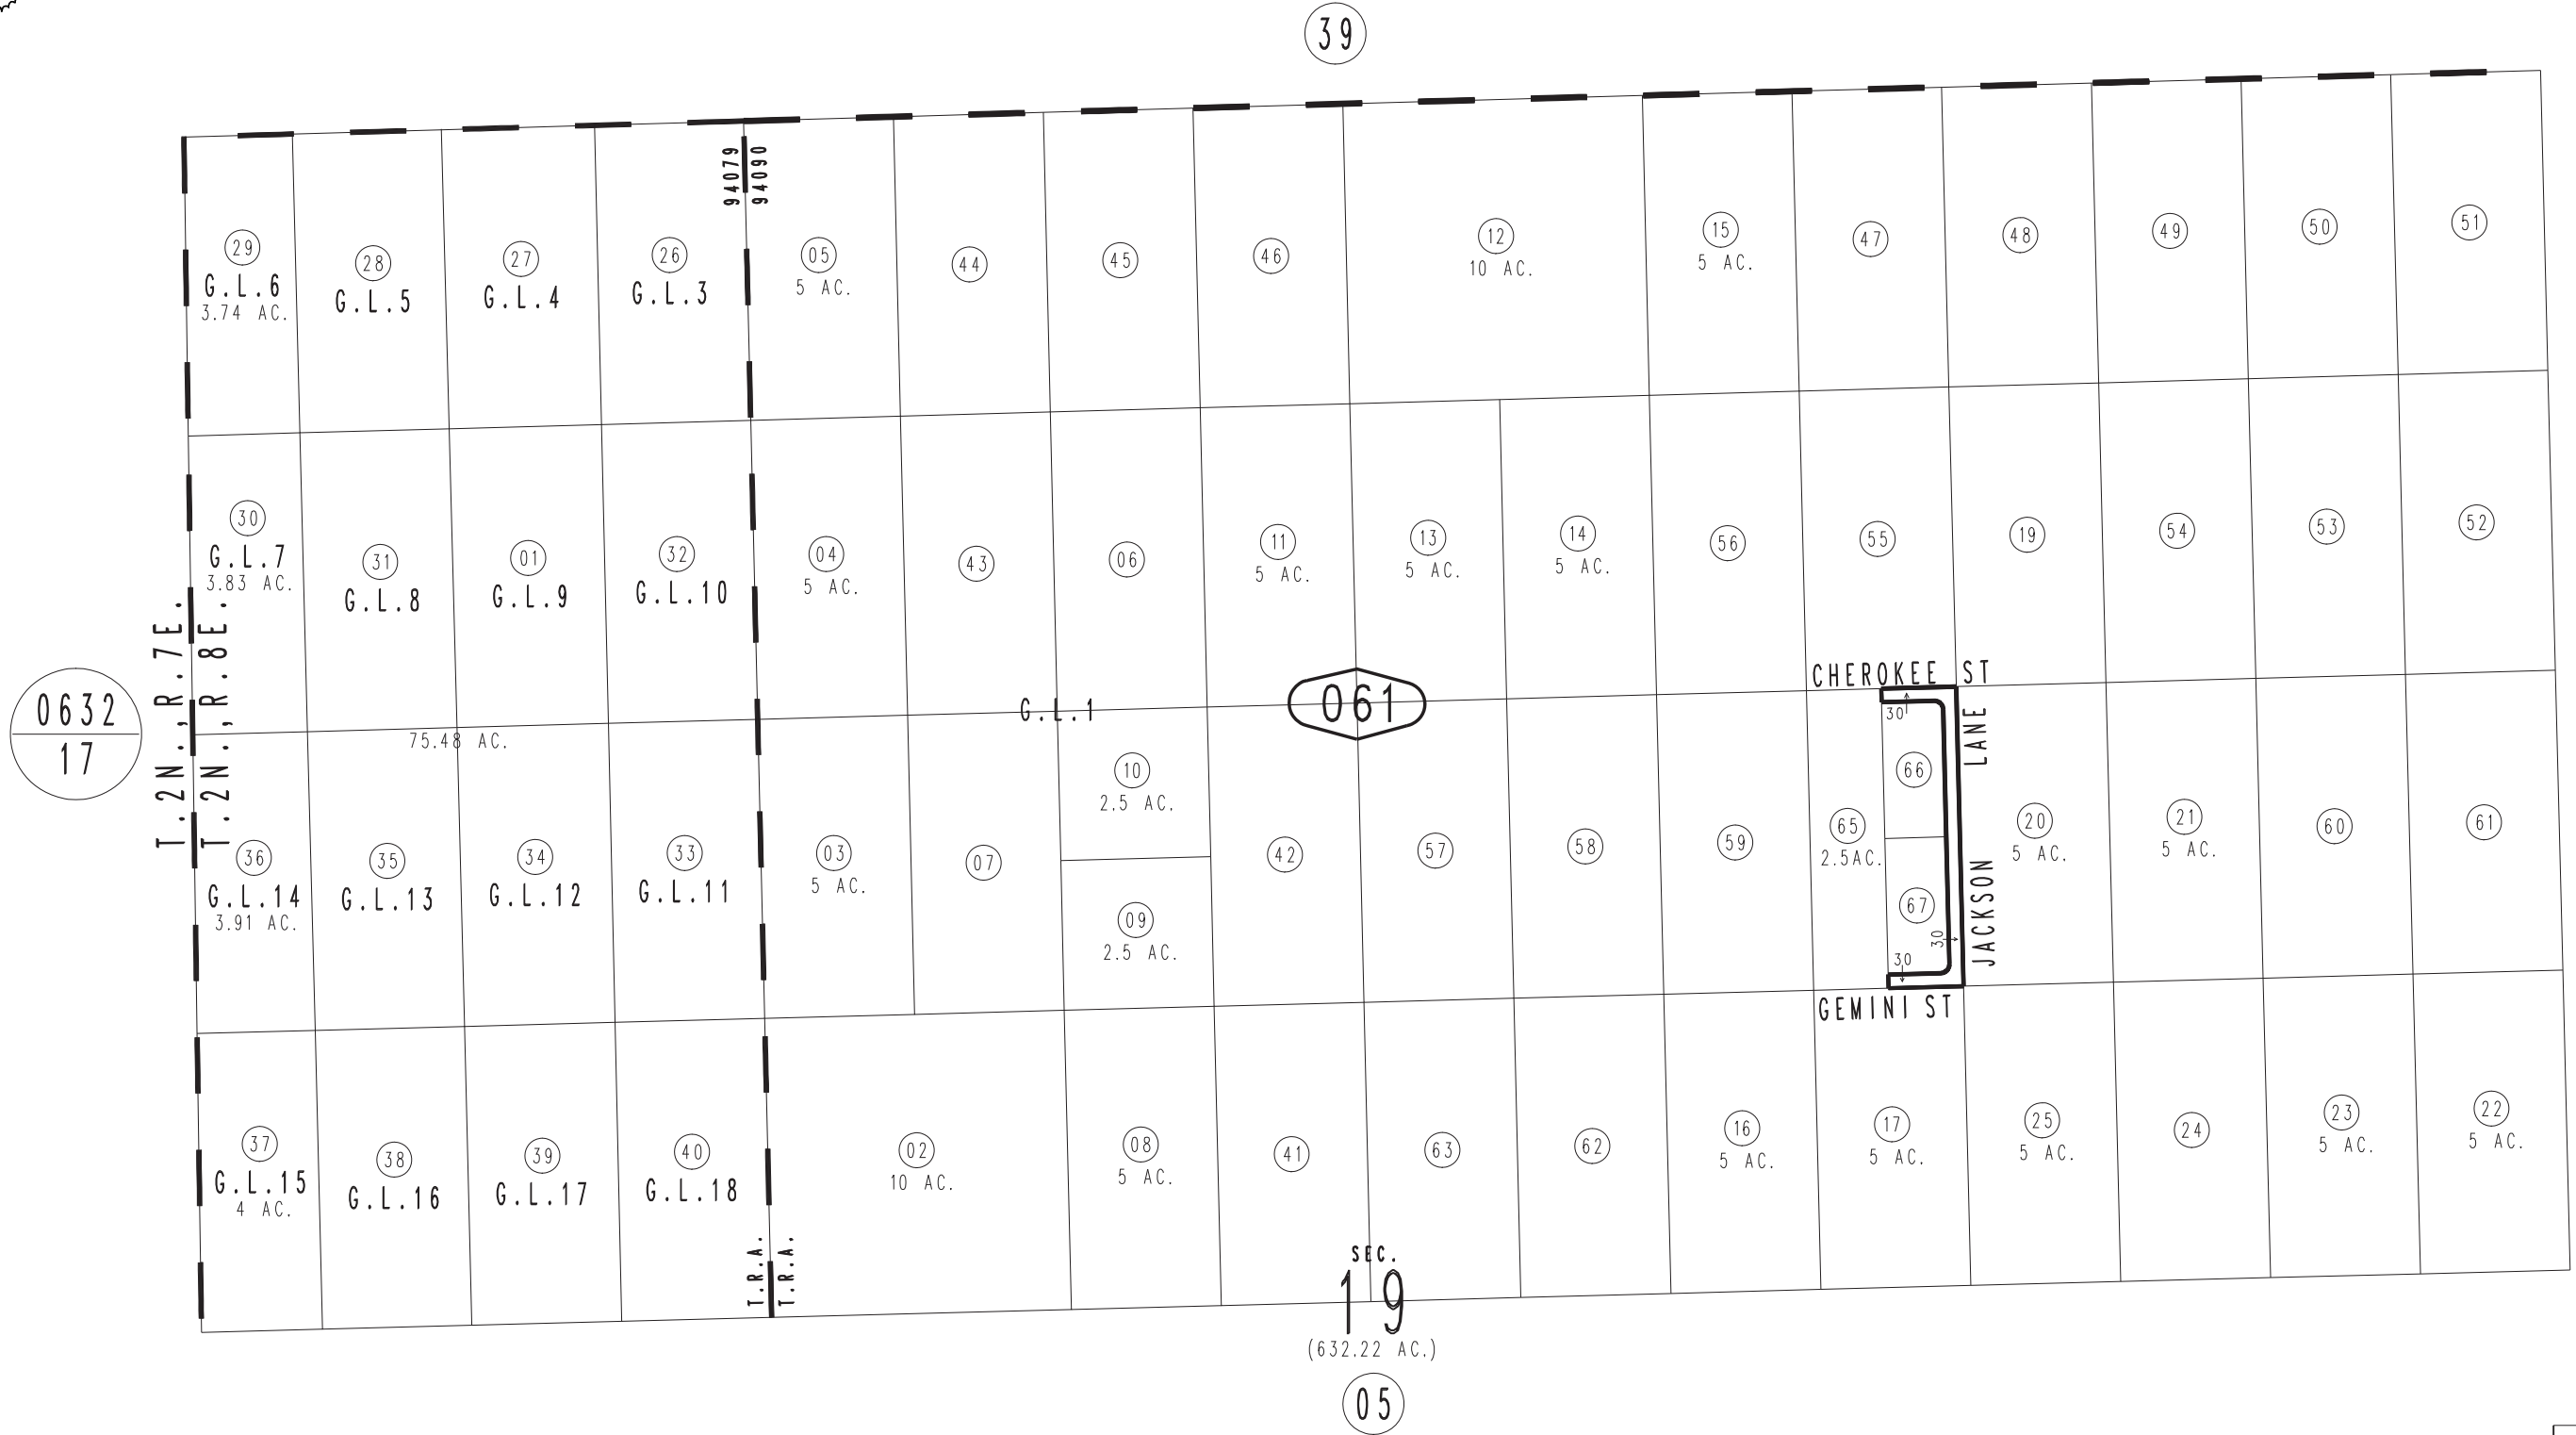 39
94079
94090
29
G.L.6
3.74 AC.
28
G.L.5
27
G.L.4
26
G.L.3
05
5 AC.
44
45
46
12
10 AC.
15
5 AC.
47
48
49
50
51
30
G.L.7
3.83 AC.
31
G.L.8
01
G.L.9
32
G.L.10
04
5 AC.
43
06
11
5 AC.
13
5 AC.
14
5 AC.
56
55
19
54
53
52
T.2N.,R.7E.
T.2N.,R.8E.
0632
17
75.48 AC.
G.L.1
061
CHEROKEE ST
30
LANE
JACKSON
36
G.L.14
3.91 AC.
35
G.L.13
34
G.L.12
33
G.L.11
03
5 AC.
07
10
2.5 AC.
09
2.5 AC.
42
57
58
59
65
2.5AC.
66
67
30
30
20
5 AC.
21
5 AC.
60
61
GEMINI ST
37
G.L.15
4 AC.
38
G.L.16
39
G.L.17
40
G.L.18
02
10 AC.
08
5 AC.
41
63
62
16
5 AC.
17
5 AC.
25
5 AC.
24
23
5 AC.
22
5 AC.
T.R.A.
T.R.A.
SEC.
19
(632.22 AC.)
05